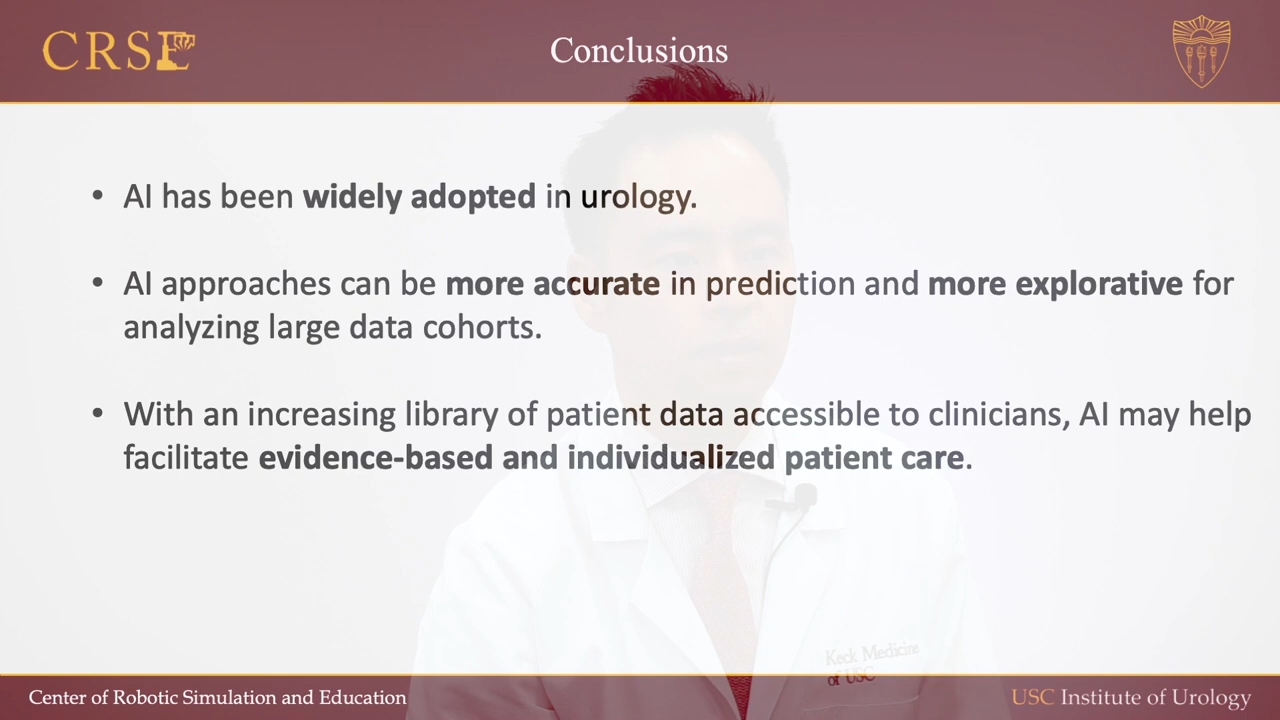 CRSE
Conclusions
• AI has been widely adopted in urology.
• AI approaches can be more accurate in prediction and more explorative for
analyzing large data cohorts.
• With an increasing library of patient data accessible to clinicians, AI may help
facilitate evidence-based and individualized patient care.
Keck Medicine
of USC
Center of Robotic Simulation and Education
USC Institute of Urology